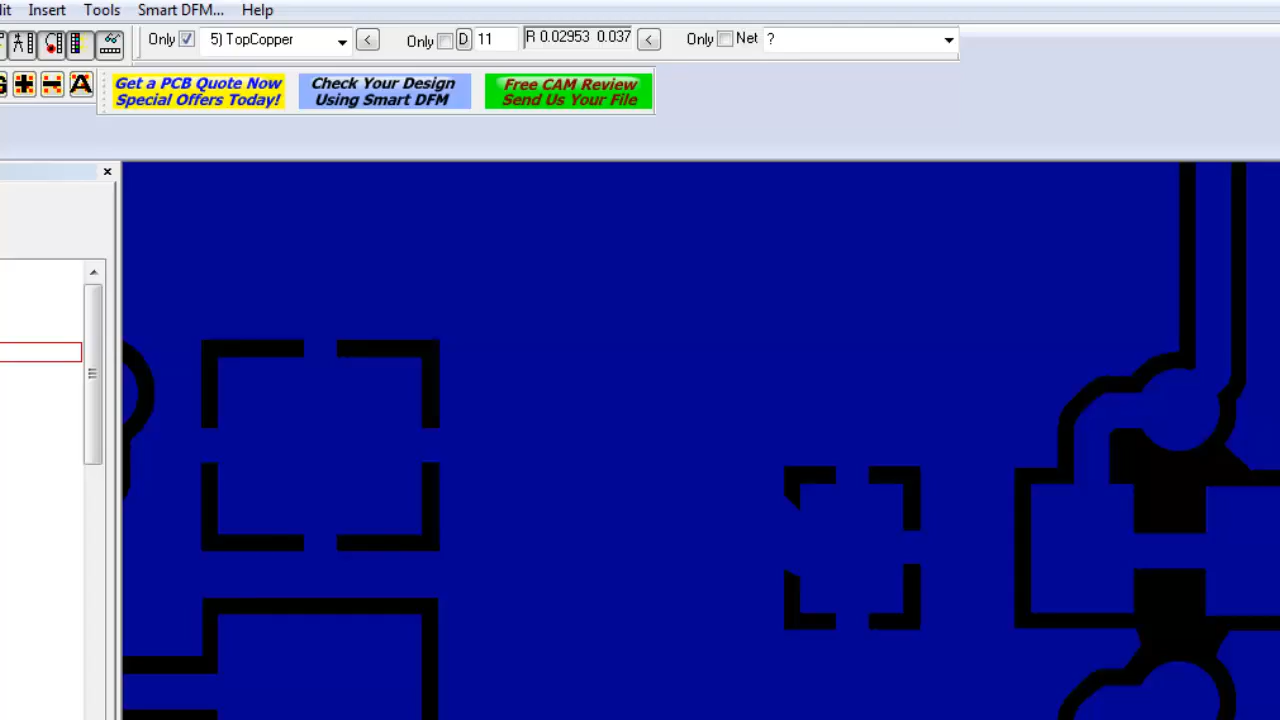 Insert Tools Smart DFM... Help
Only 5) TopCopper < Only D 11 R 0.02953 0.037 < Only Net ?
A
Get a PCB Quote Now
Special Offers Today!
Check Your Design
Using Smart DFM
Free CAM Review
Send Us Your File